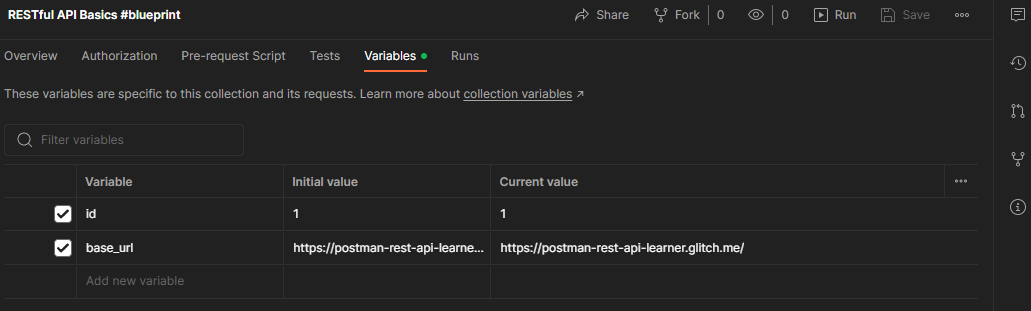 RESTful API Basics #blueprint Share Fork 0 0 Run Save
Overview Authorization Pre-request Script Tests Variables Runs
These variables are specific to this collection and its requests. Learn more about collection variables ↗
Filter variables
Variable Initial value Current value
id 1 1
base_url https://postman-rest-api-learne... https://postman-rest-api-learner.glitch.me/
Add new variable